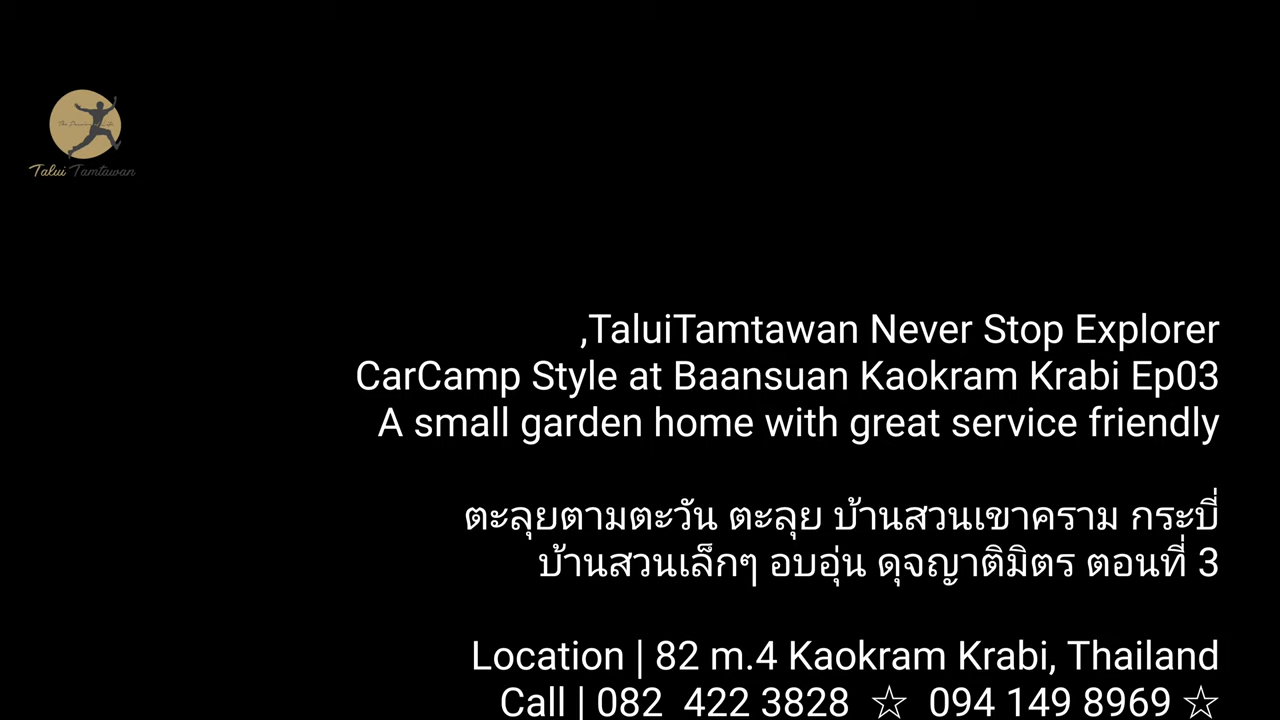 Talui Tamtawan
,TaluiTamtawan Never Stop Explorer
CarCamp Style at Baansuan Kaokram Krabi Ep03
A small garden home with great service friendly
ตะลุยตามตะวัน ตะลุย บ้านสวนเขาคราม กระบี่
บ้านสวนเล็กๆ อบอุ่น ดุจญาติมิตร ตอนที่ 3
Location | 82 m.4 Kaokram Krabi, Thailand
Call | 082 422 3828 ☆ 094 149 8969 ☆